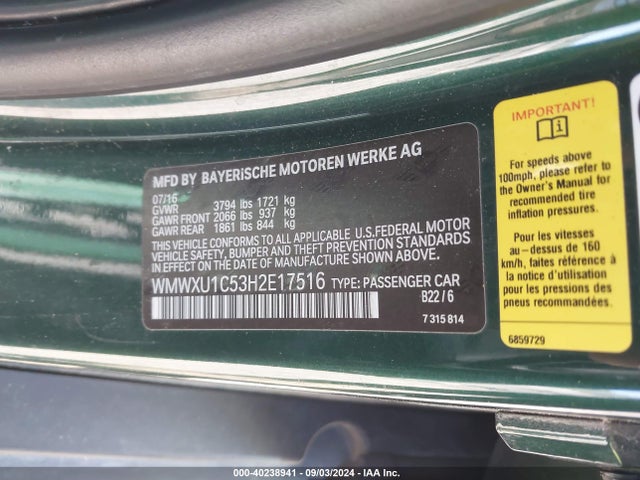 MFD BY BAYERISCHE MOTOREN WERKE AG
07/16
GVWR 3794 lbs 1721 kg
GAWR FRONT 2066 lbs 937 kg
GAWR REAR 1861 lbs 844 kg
THIS VEHICLE CONFORMS TO ALL APPLICABLE U.S.FEDERAL MOTOR
VEHICLE SAFETY, BUMPER AND THEFT PREVENTION STANDARDS
IN EFFECT ON THE DATE OF MANUFACTURE SHOWN ABOVE.
WMWXU1C53H2E17516 TYPE: PASSENGER CAR
B22/6
7 315 814
IMPORTANT!
For speeds above
100mph, please refer to
the Owner's Manual for
recommended tire
inflation pressures.
Pour les vitesses
au-dessus de 160
km/h, faites référence à
la notice d'utilisation
pour les pressions des
pneus preconisées.
6859729
000-40238941 - 09/03/2024 - IAA Inc.